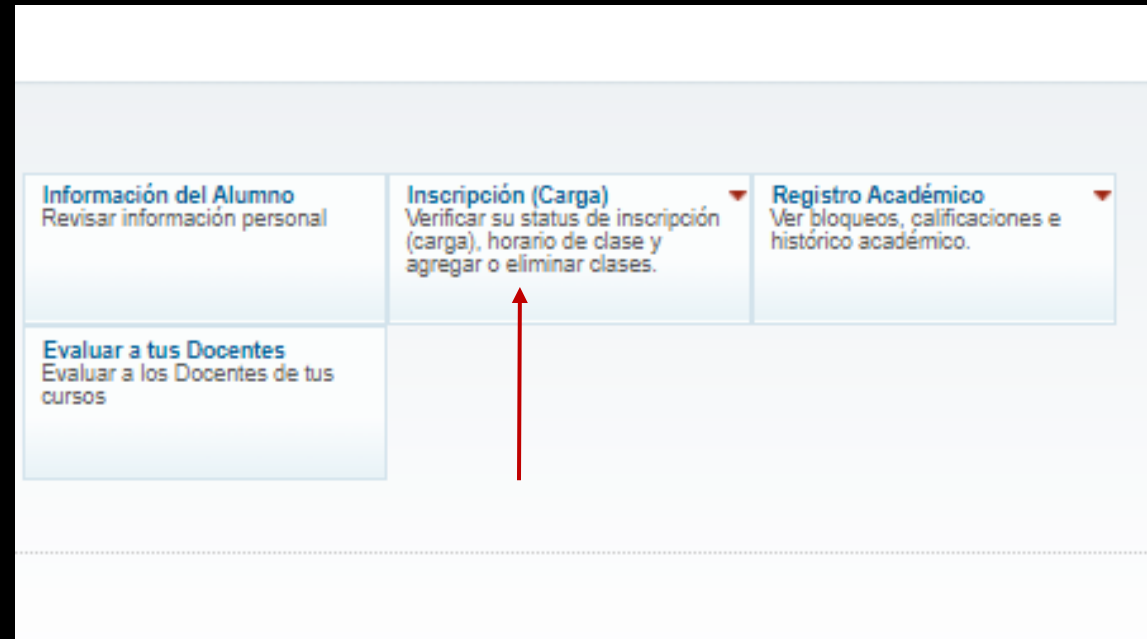 Información del Alumno
Revisar información personal
Inscripción (Carga)
Verificar su status de inscripción
(carga), horario de clase y
agregar o eliminar clases.
Registro Académico
Ver bloqueos, calificaciones e
histórico académico.
Evaluar a tus Docentes
Evaluar a los Docentes de tus
cursos